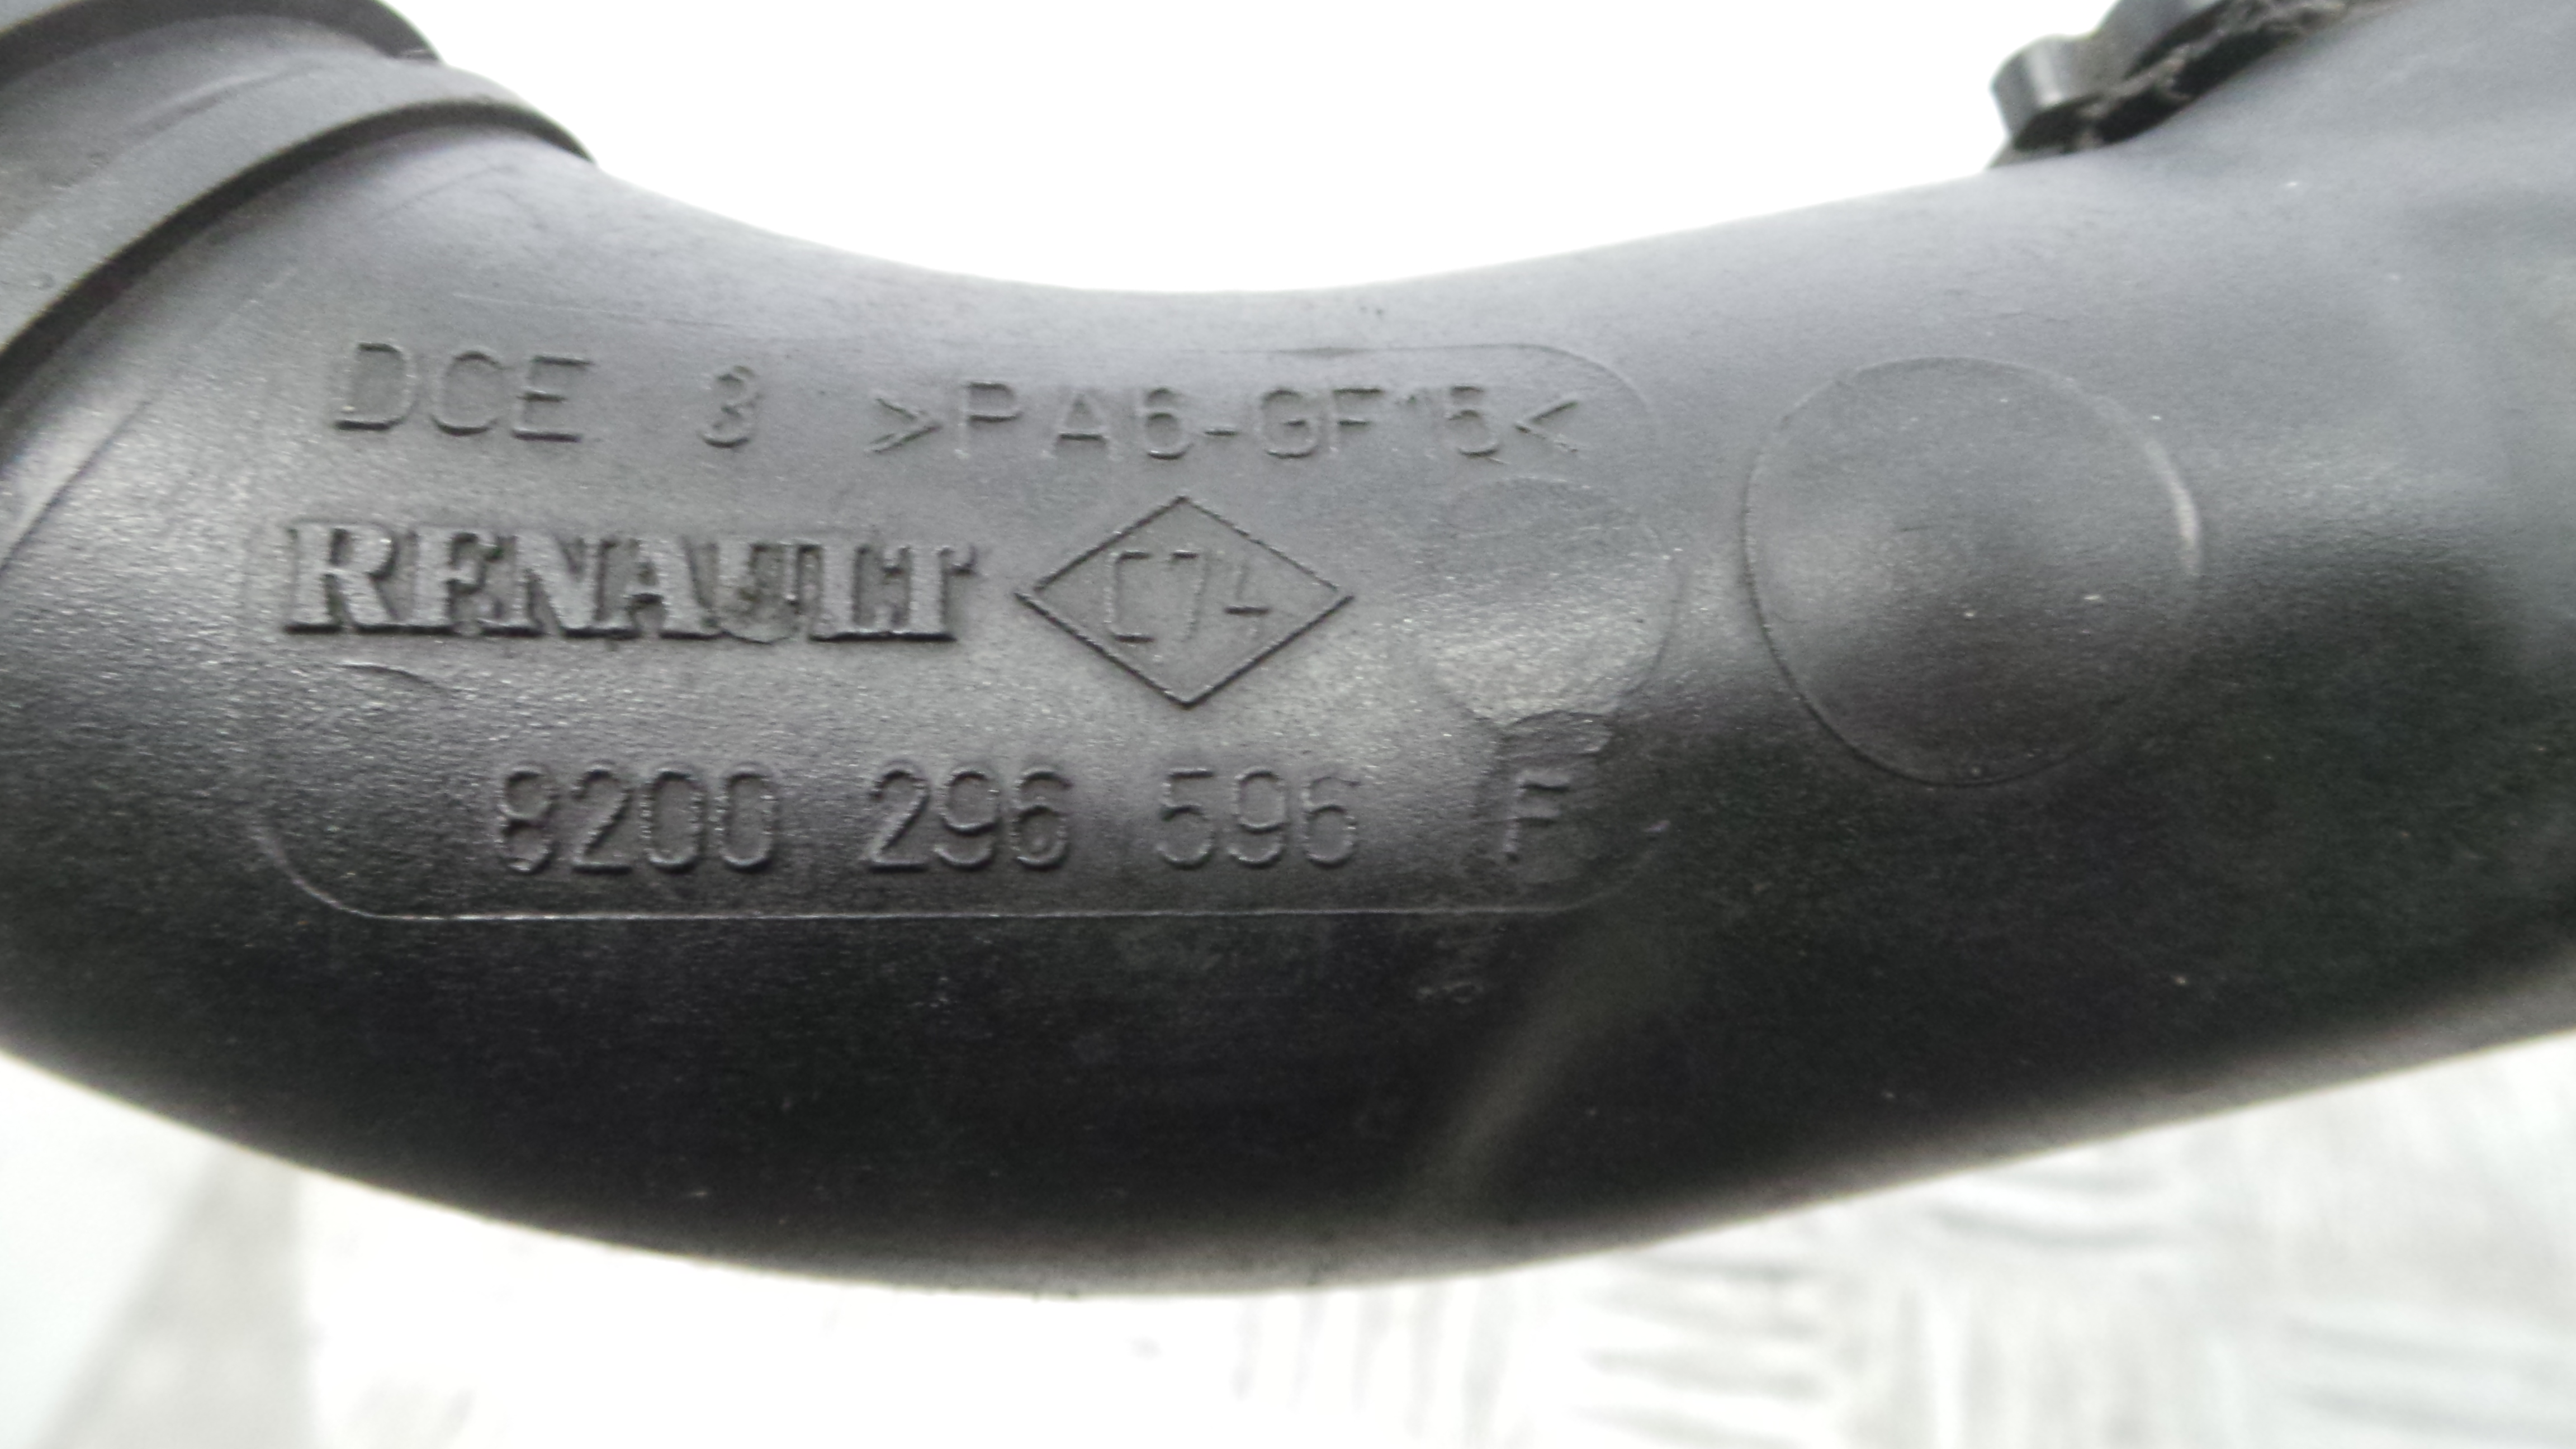 DCE 3 >PA6-GF15<
RENAULT C74
8200 296 596 F